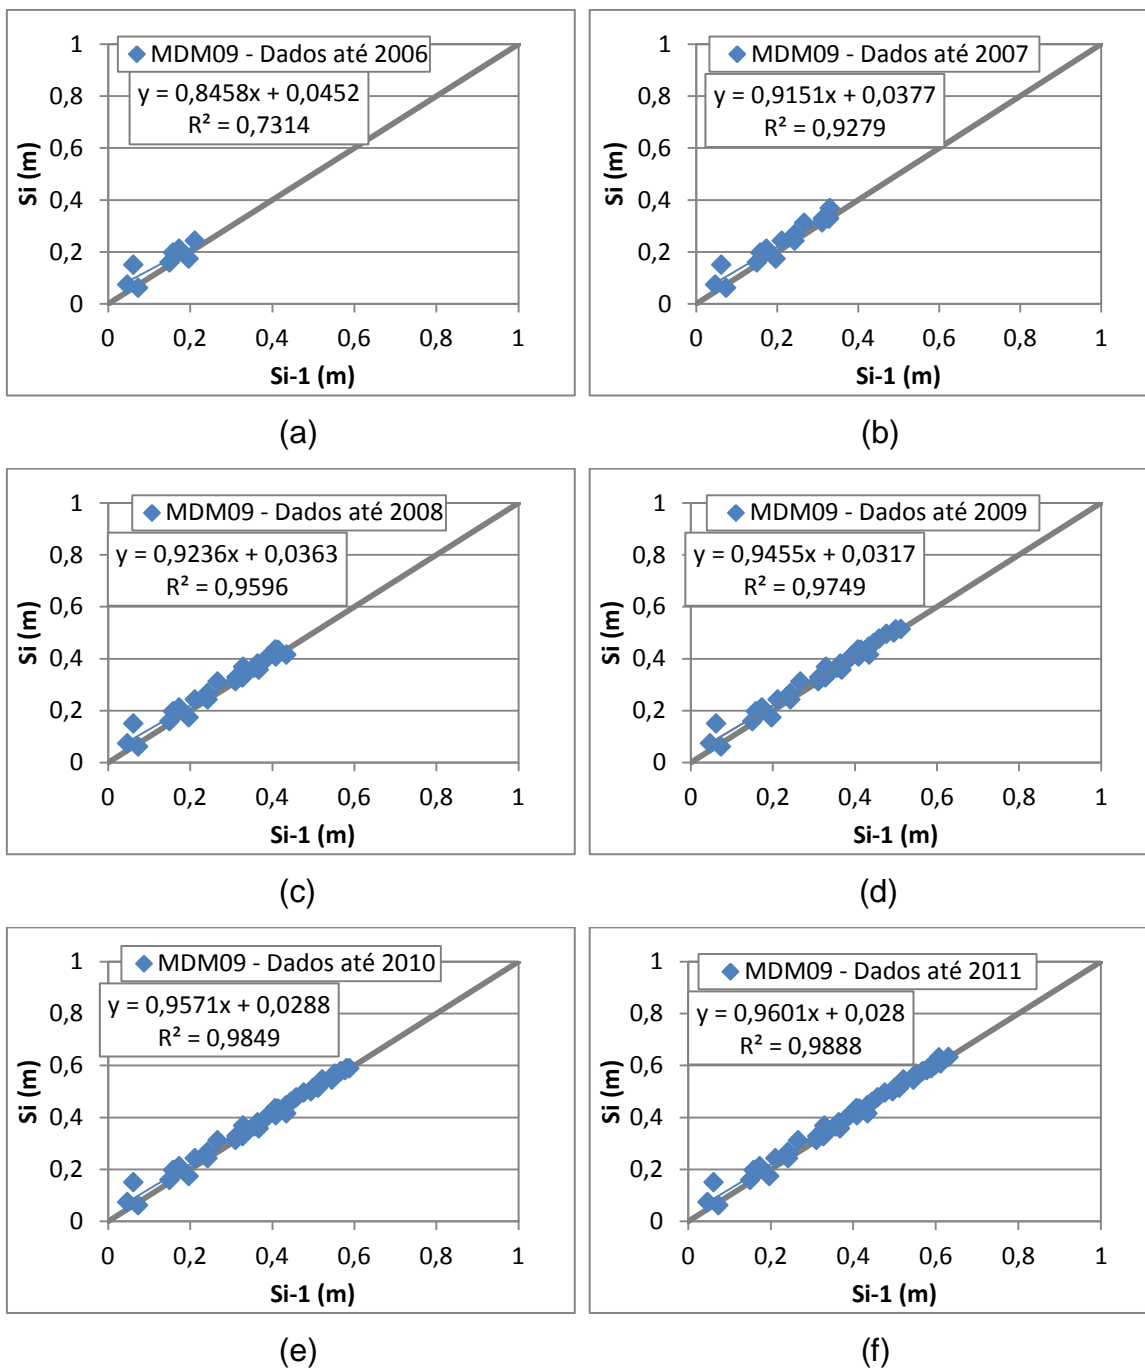 MDM09 - Dados até 2006
y = 0,8458x + 0,0452
R² = 0,7314
Si (m)
1
0,8
0,6
0,4
0,2
0
0 0,2 0,4 0,6 0,8 1
Si-1 (m)
(a)
MDM09 - Dados até 2007
y = 0,9151x + 0,0377
R² = 0,9279
Si (m)
1
0,8
0,6
0,4
0,2
0
0 0,2 0,4 0,6 0,8 1
Si-1 (m)
(b)
MDM09 - Dados até 2008
y = 0,9236x + 0,0363
R² = 0,9596
Si (m)
1
0,8
0,6
0,4
0,2
0
0 0,2 0,4 0,6 0,8 1
Si-1 (m)
(c)
MDM09 - Dados até 2009
y = 0,9455x + 0,0317
R² = 0,9749
Si (m)
1
0,8
0,6
0,4
0,2
0
0 0,2 0,4 0,6 0,8 1
Si-1 (m)
(d)
MDM09 - Dados até 2010
y = 0,9571x + 0,0288
R² = 0,9849
Si (m)
1
0,8
0,6
0,4
0,2
0
0 0,2 0,4 0,6 0,8 1
Si-1 (m)
(e)
MDM09 - Dados até 2011
y = 0,9601x + 0,028
R² = 0,9888
Si (m)
1
0,8
0,6
0,4
0,2
0
0 0,2 0,4 0,6 0,8 1
Si-1 (m)
(f)